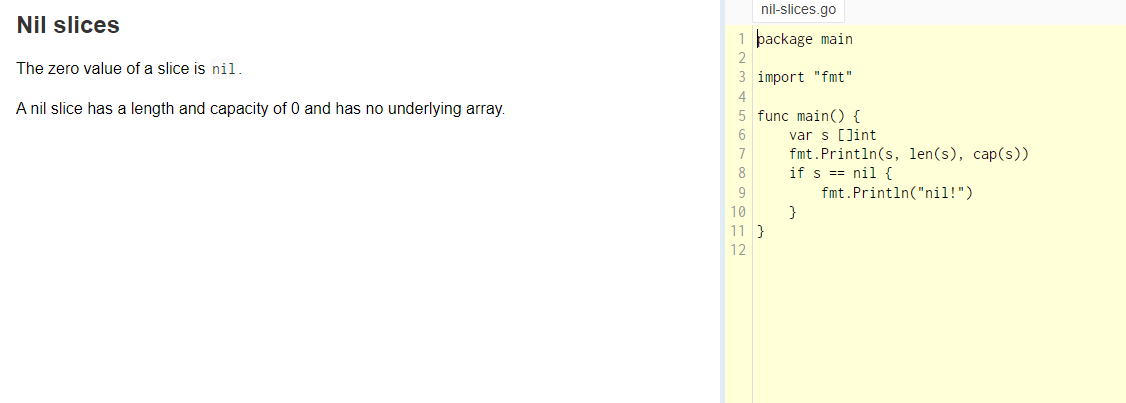 Nil slices
The zero value of a slice is nil.
A nil slice has a length and capacity of 0 and has no underlying array.
nil-slices.go
1 package main
2
3 import "fmt"
4
5 func main() {
6     var s []int
7     fmt.Println(s, len(s), cap(s))
8     if s == nil {
9         fmt.Println("nil!")
10     }
11 }
12